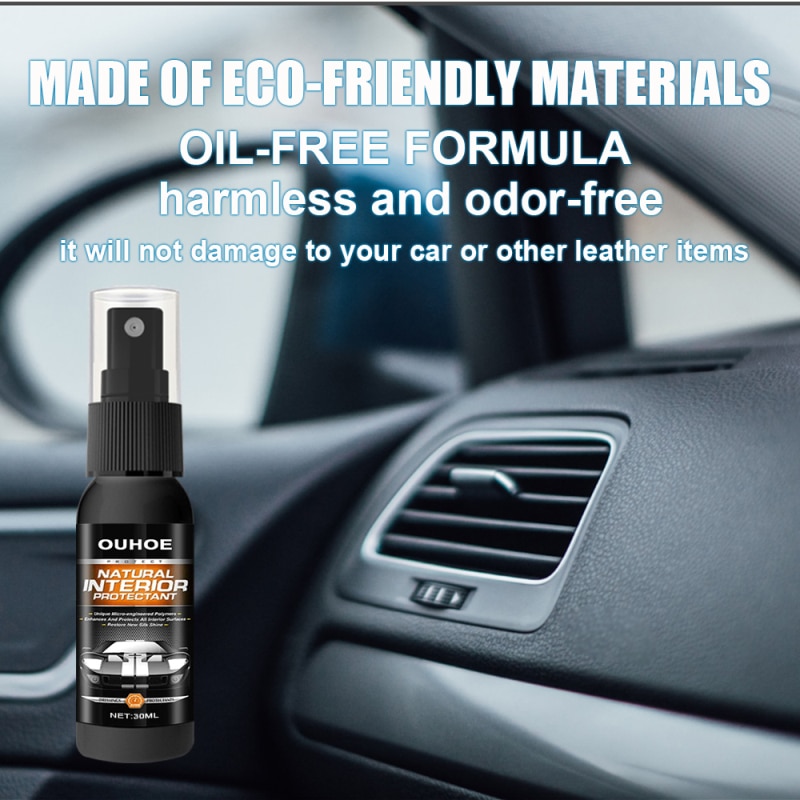 MADE OF ECO-FRIENDLY MATERIALS
OIL-FREE FORMULA
harmless and odor-free
it will not damage to your car or other leather items
OUHOE
PROTECT
NATURAL
INTERIOR
PROTECTANT
Unique Micro-engineered Polymers
Enhances And Protects All Interior Surfaces
Restore New Gils Shine
NET:30ML